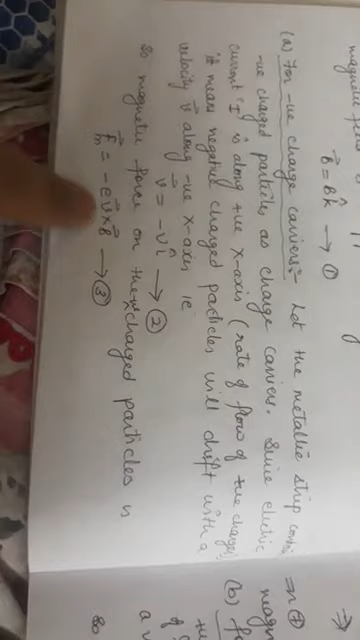 magnetic
B⃗ = Bk̂ → ①
(a) For -ve charge carriers:- Let the metallic strip
-ve charged particles as charge carriers. Since electric
current "I" is along +ve x-axis (rate of flow of +ve charges)
it means negative charged particles will drift with a
velocity v⃗ along -ve x-axis ie
v⃗ = -vî → ②
So magnetic force on the -ve charged particles is
F⃗m = -e v⃗ × B⃗ → ③
(b)